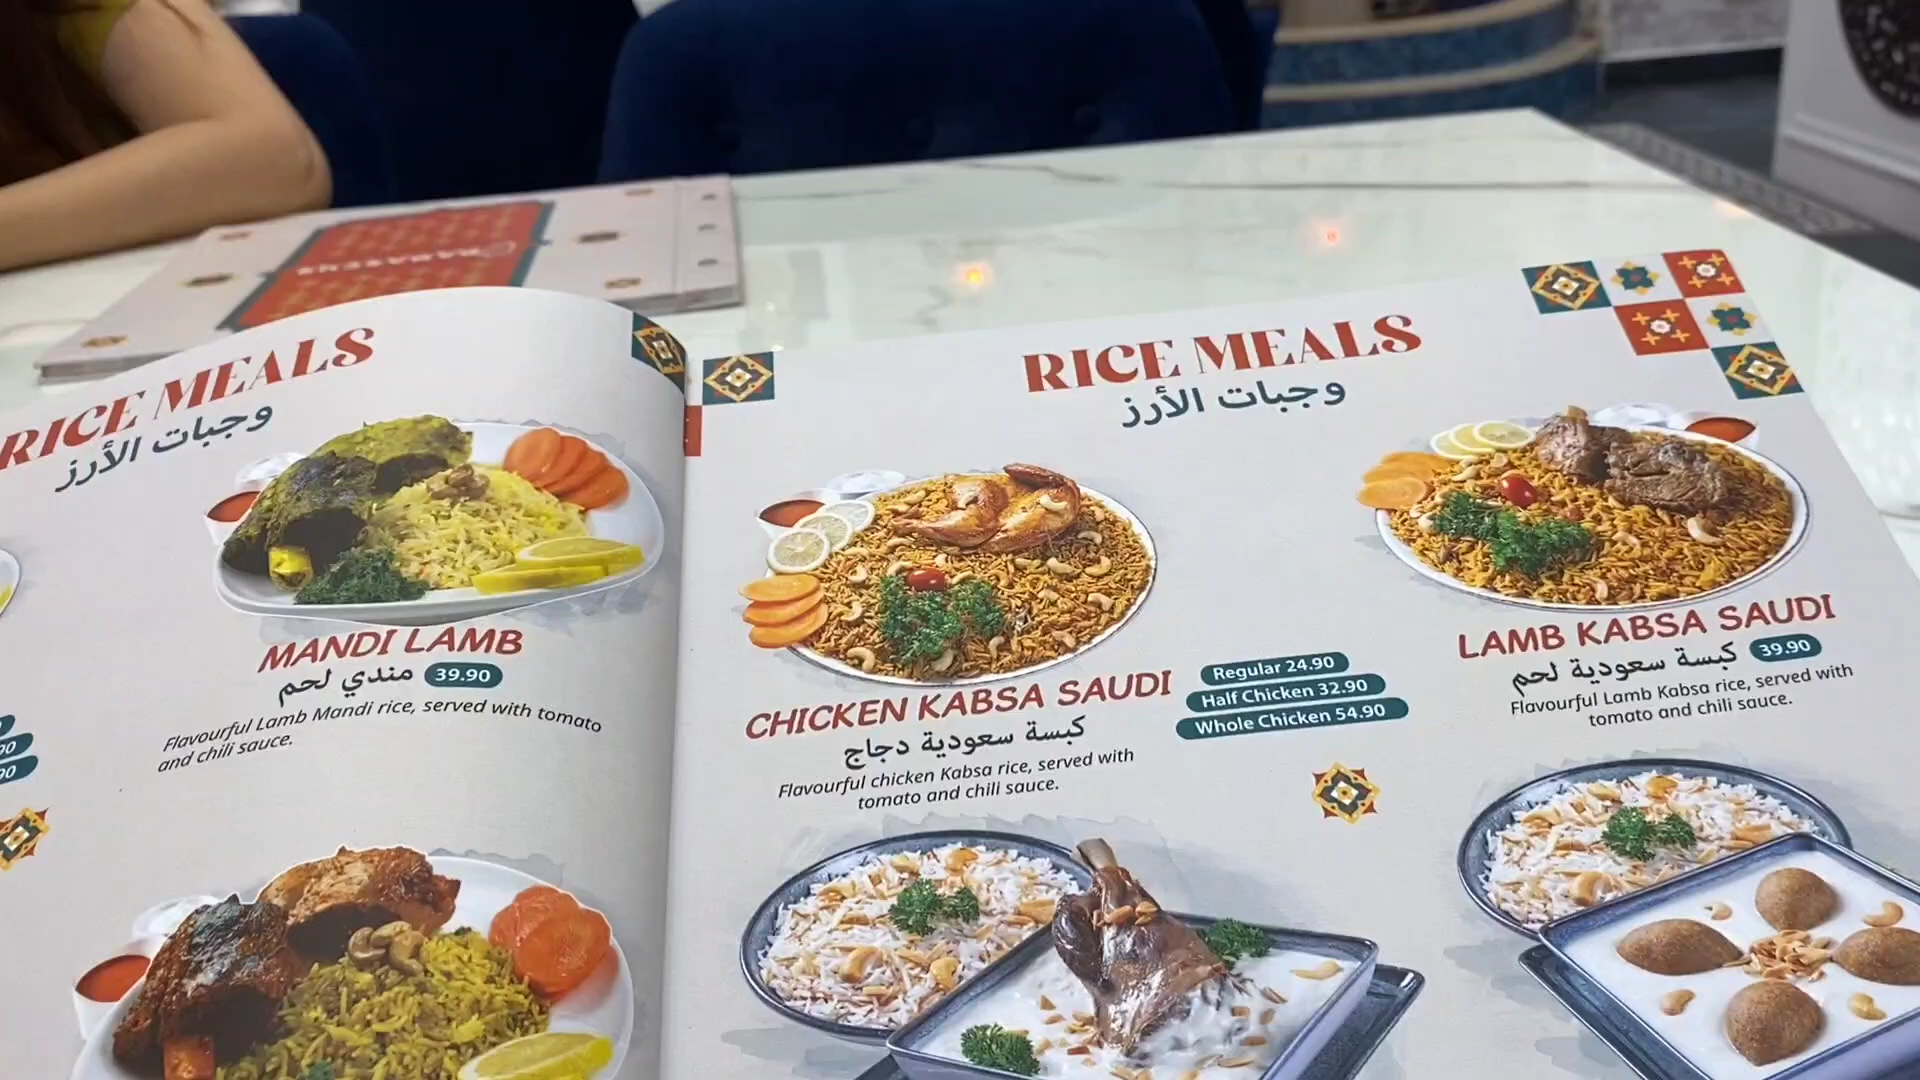 RICE MEALS
وجبات الأرز
MANDI LAMB
مندي لحم 39.90
Flavourful Lamb Mandi rice, served with tomato
and chili sauce.
90
90
RICE MEALS
وجبات الأرز
CHICKEN KABSA SAUDI
كبسة سعودية دجاج
Regular 24.90
Half Chicken 32.90
Whole Chicken 54.90
Flavourful chicken Kabsa rice, served with
tomato and chili sauce.
LAMB KABSA SAUDI
كبسة سعودية لحم 39.90
Flavourful Lamb Kabsa rice, served with
tomato and chili sauce.